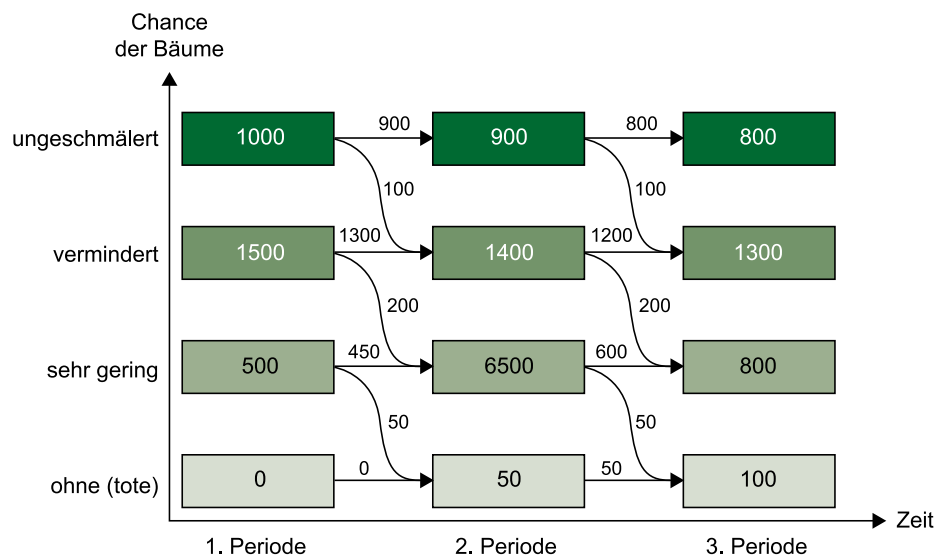 Chance
der Bäume
ungeschmälert
1000
900
900
800
800
100
100
vermindert
1500
1300
1400
1200
1300
200
200
sehr gering
500
450
6500
600
800
50
50
ohne (tote)
0
0
50
50
100
Zeit
1. Periode
2. Periode
3. Periode